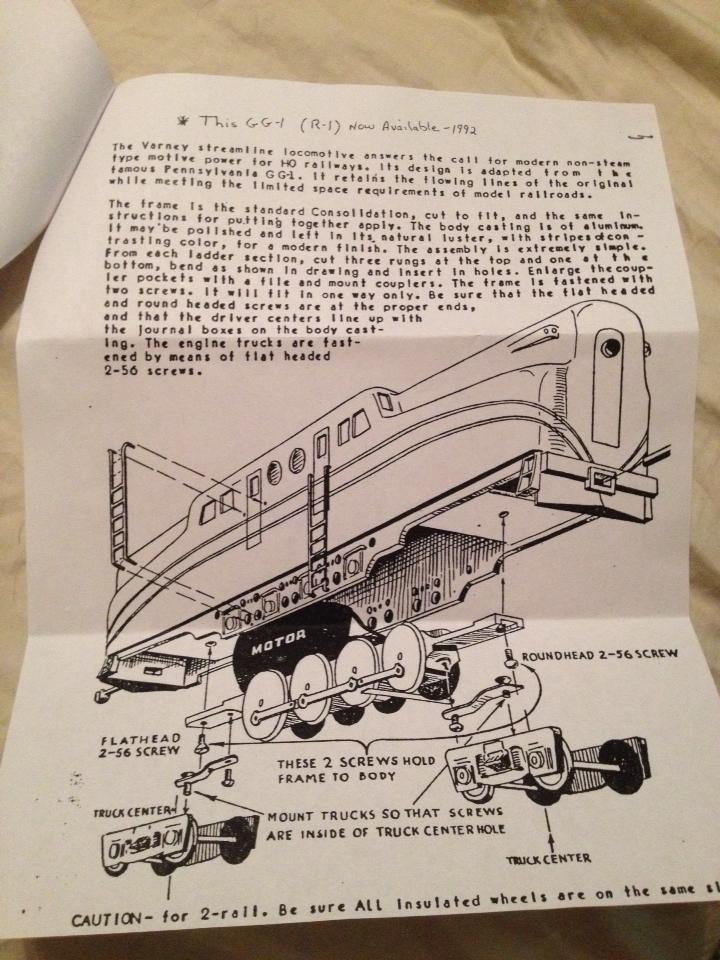 * This GG-1 (R-1) Now Available - 1992
The Varney streamline locomotive answers the call for modern non-steam
type motive power for HO railways. Its design is adapted from the
famous Pennsylvania GG-1. It retains the flowing lines of the original
while meeting the limited space requirements of model railroads.
The frame is the standard Consolidation, cut to fit, and the same in-
structions for putting together apply. The body casting is of aluminum.
It may be polished and left in its natural luster, with stripes of con-
trasting color, for a modern finish. The assembly is extremely simple.
From each ladder section, cut three rungs at the top and one at the
bottom, bend as shown in drawing and insert in holes. Enlarge the coup-
ler pockets with a file and mount couplers. The frame is fastened with
two screws. It will fit in one way only. Be sure that the flat headed
and round headed screws are at the proper ends,
and that the driver centers line up with
the journal boxes on the body cast-
ing. The engine trucks are fast-
ened by means of flat headed
2-56 screws.
MOTOR
ROUNDHEAD 2-56 SCREW
FLATHEAD
2-56 SCREW
THESE 2 SCREWS HOLD
FRAME TO BODY
TRUCK CENTER
MOUNT TRUCKS SO THAT SCREWS
ARE INSIDE OF TRUCK CENTER HOLE
TRUCK CENTER
CAUTION- for 2-rail. Be sure ALL insulated wheels are on the same